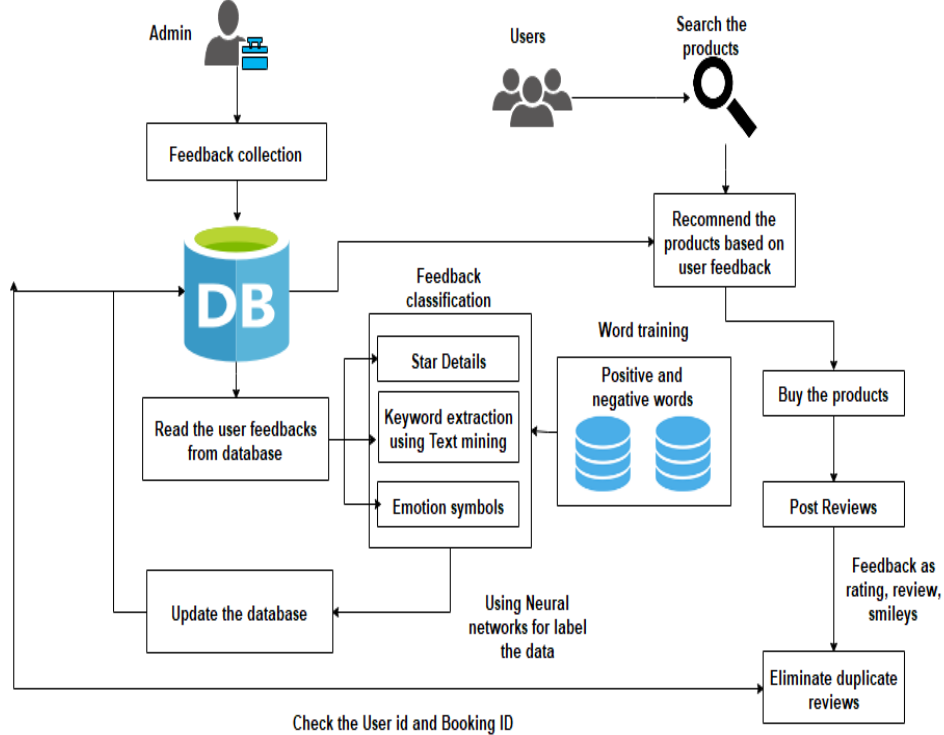 Admin
Users
Search the
products
Feedback collection
Recomnend the
products based on
user feedback
DB
Feedback
classification
Word training
Star Details
Positive and
negative words
Buy the products
Keyword extraction
using Text mining
Read the user feedbacks
from database
Emotion symbols
Post Reviews
Feedback as
rating, review,
smileys
Update the database
Using Neural
networks for label
the data
Eliminate duplicate
reviews
Check the User id and Booking ID